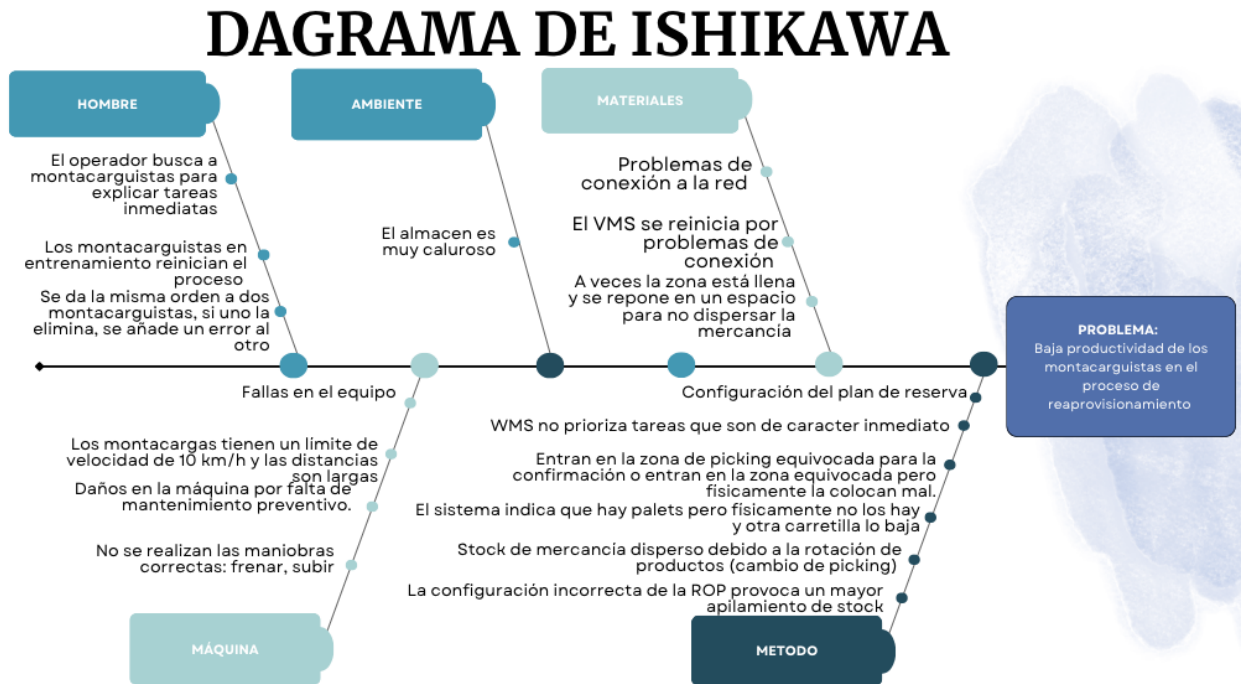 DAGRAMA DE ISHIKAWA
HOMBRE
AMBIENTE
MATERIALES
El operador busca a
montacarguistas para
explicar tareas
inmediatas
Los montacarguistas en
entrenamiento reinician el
proceso
Se da la misma orden a dos
montacarguistas, si uno la
elimina, se añade un error al
otro
El almacen es
muy caluroso
Problemas de
conexión a la red
El VMS se reinicia por
problemas de
conexión
A veces la zona está llena
y se repone en un espacio
para no dispersar la
mercancía
PROBLEMA:
Baja productividad de los
montacarguistas en el
proceso de
reaprovisionamiento
Fallas en el equipo
Los montacargas tienen un límite de
velocidad de 10 km/h y las distancias
son largas
Daños en la máquina por falta de
mantenimiento preventivo.
No se realizan las maniobras
correctas: frenar, subir
Configuración del plan de reserva
WMS no prioriza tareas que son de caracter inmediato
Entran en la zona de picking equivocada para la
confirmación o entran en la zona equivocada pero
físicamente la colocan mal.
El sistema indica que hay palets pero físicamente no los hay
y otra carretilla lo baja
Stock de mercancía disperso debido a la rotación de
productos (cambio de picking)
La configuración incorrecta de la ROP provoca un mayor
apilamiento de stock
MÁQUINA
METODO